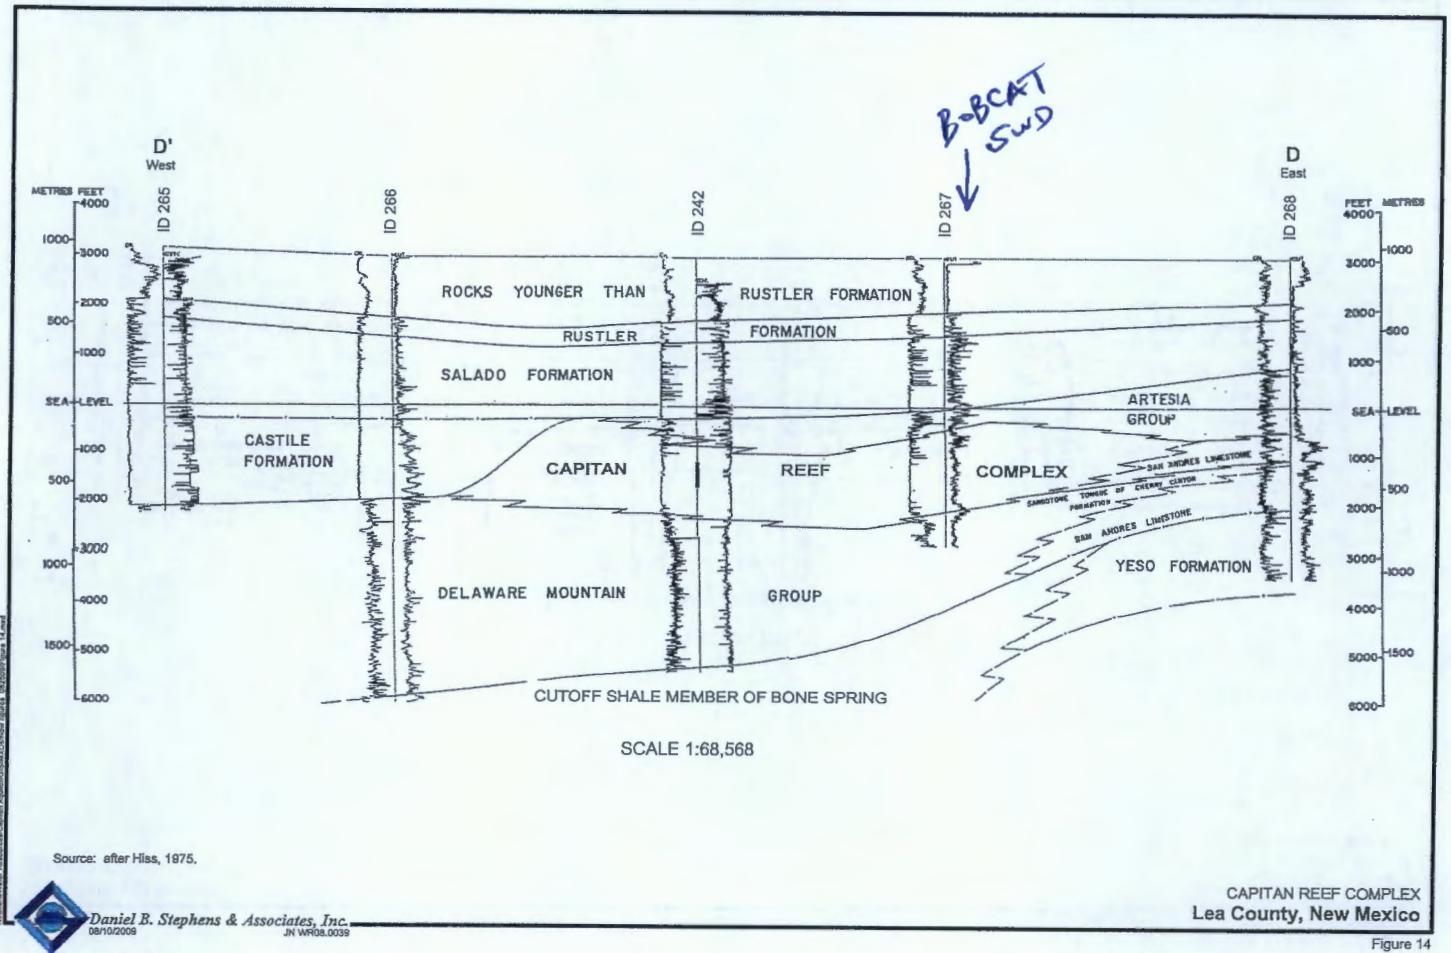 BOBCAT
SWD
D'
West
D
East
ID 265
ID 266
ID 242
ID 267
ID 268
METRES FEET
4000
1000 3000
2000
500
1000
SEA LEVEL
1000
500
2000
3000
1000
4000
1500 5000
6000
FEET METRES
4000
1000
3000
2000
500
1000
SEA LEVEL
1000
500
2000
3000
1000
4000
5000 1500
6000
ROCKS YOUNGER THAN RUSTLER FORMATION
RUSTLER FORMATION
SALADO FORMATION
ARTESIA
GROUP
CASTILE
FORMATION
CAPITAN REEF COMPLEX
SAN ANDRES LIMESTONE
SANDSTONE TONGUE OF CHERRY CANYON
FORMATION
SAN ANDRES LIMESTONE
YESO FORMATION
DELAWARE MOUNTAIN GROUP
CUTOFF SHALE MEMBER OF BONE SPRING
SCALE 1:68,568
Source: after Hiss, 1975.
Daniel B. Stephens & Associates, Inc.
08/10/2009 JN WR08.0039
CAPITAN REEF COMPLEX
Lea County, New Mexico
Figure 14